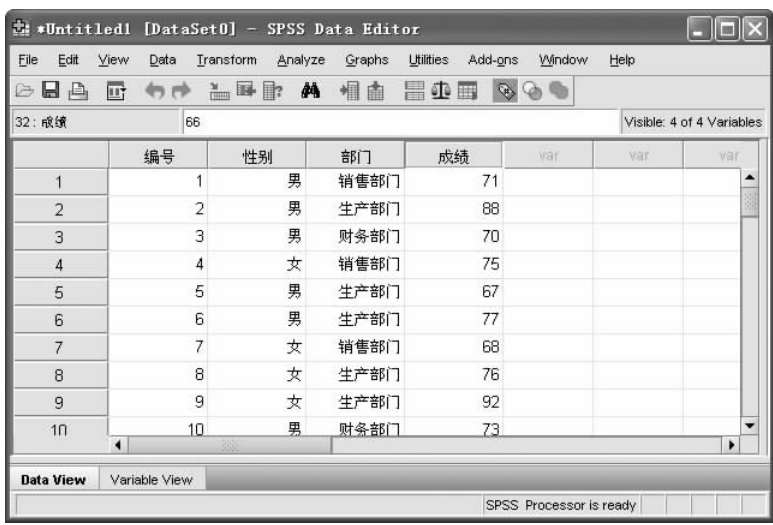 *Untitled1 [DataSet0] - SPSS Data Editor
File Edit View Data Transform Analyze Graphs Utilities Add-ons Window Help
32 : 成绩 66 Visible: 4 of 4 Variables
编号 性别 部门 成绩 var var var
1 1 男 销售部门 71
2 2 男 生产部门 88
3 3 男 财务部门 70
4 4 女 销售部门 75
5 5 男 生产部门 67
6 6 男 生产部门 77
7 7 女 销售部门 68
8 8 女 生产部门 76
9 9 女 生产部门 92
10 10 男 财务部门 73
Data View Variable View
SPSS Processor is ready